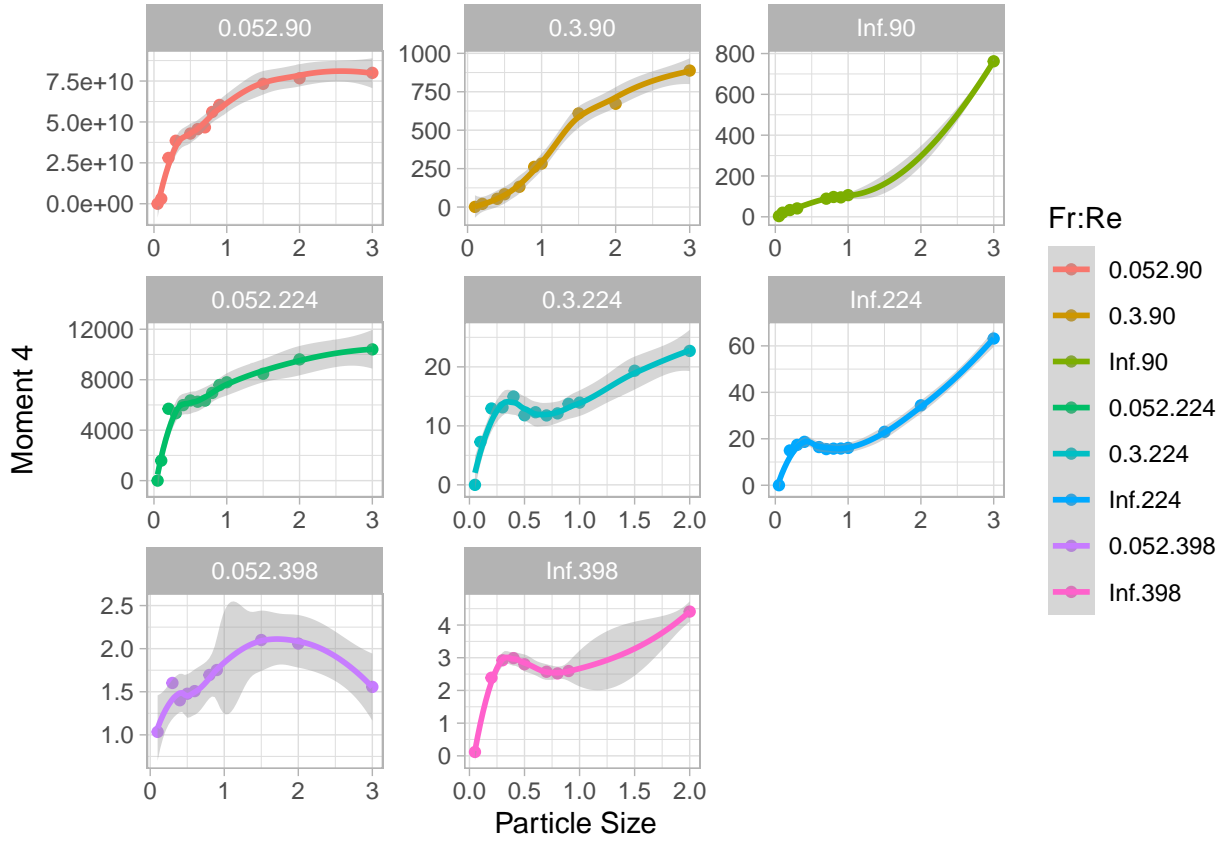 0.052.90
0.3.90
Inf.90
7.5e+10
5.0e+10
2.5e+10
0.0e+00
0 1 2 3
1000
750
500
250
0
0 1 2 3
800
600
400
200
0
0 1 2 3
0.052.224
0.3.224
Inf.224
12000
8000
4000
0
0 1 2 3
20
10
0
0.0 0.5 1.0 1.5 2.0
60
40
20
0
0 1 2 3
0.052.398
Inf.398
2.5
2.0
1.5
1.0
0 1 2 3
4
3
2
1
0
0.0 0.5 1.0 1.5 2.0
Moment 4
Particle Size
Fr:Re
0.052.90
0.3.90
Inf.90
0.052.224
0.3.224
Inf.224
0.052.398
Inf.398